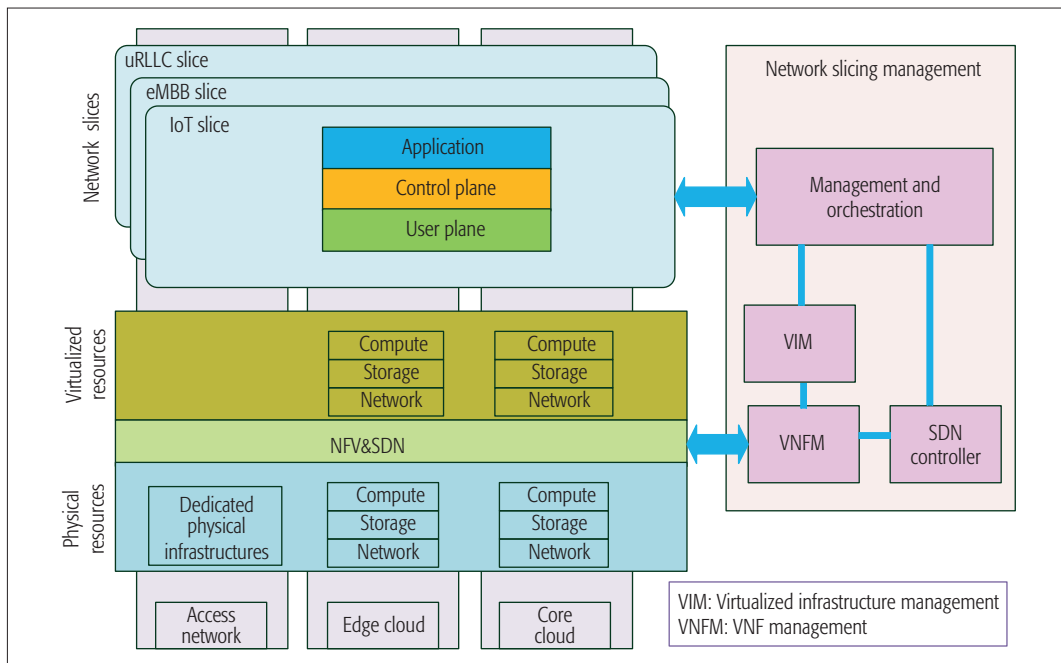 uRLLC slice
eMBB slice
IoT slice
Application
Control plane
User plane
Network slices
Virtualized
resources
Compute
Storage
Network
Compute
Storage
Network
NFV&SDN
Physical
resources
Dedicated
physical
infrastructures
Compute
Storage
Network
Compute
Storage
Network
Access
network
Edge cloud
Core
cloud
Network slicing management
Management and
orchestration
VIM
VNFM
SDN
controller
VIM: Virtualized infrastructure management
VNFM: VNF management